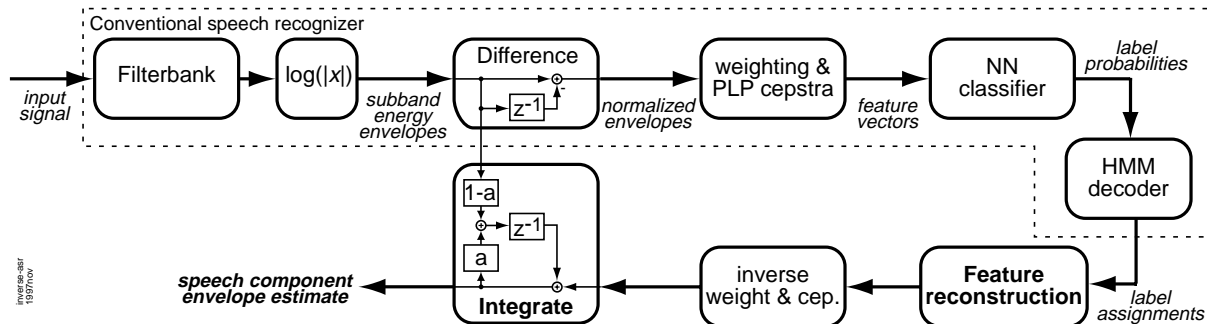 Conventional speech recognizer
Filterbank
log(|x|)
Difference
z-1
-
weighting &
PLP cepstra
NN
classifier
label
probabilities
input
signal
subband
energy
envelopes
normalized
envelopes
feature
vectors
HMM
decoder
1-a
z-1
a
Integrate
inverse
weight & cep.
Feature
reconstruction
label
assignments
speech component
envelope estimate
inverse-asr
1997nov